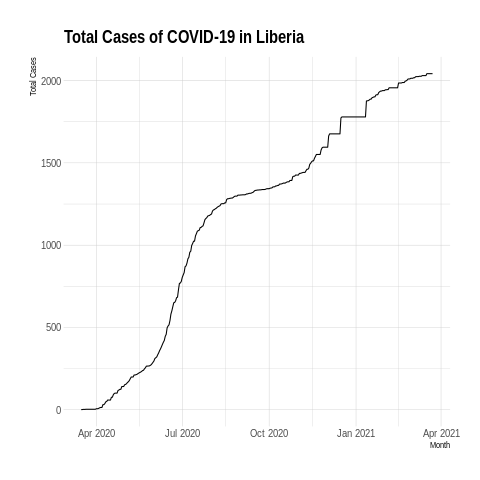 Total Cases of COVID-19 in Liberia
Total Cases
2000
1500
1000
500
0
Apr 2020 Jul 2020 Oct 2020 Jan 2021 Apr 2021
Month